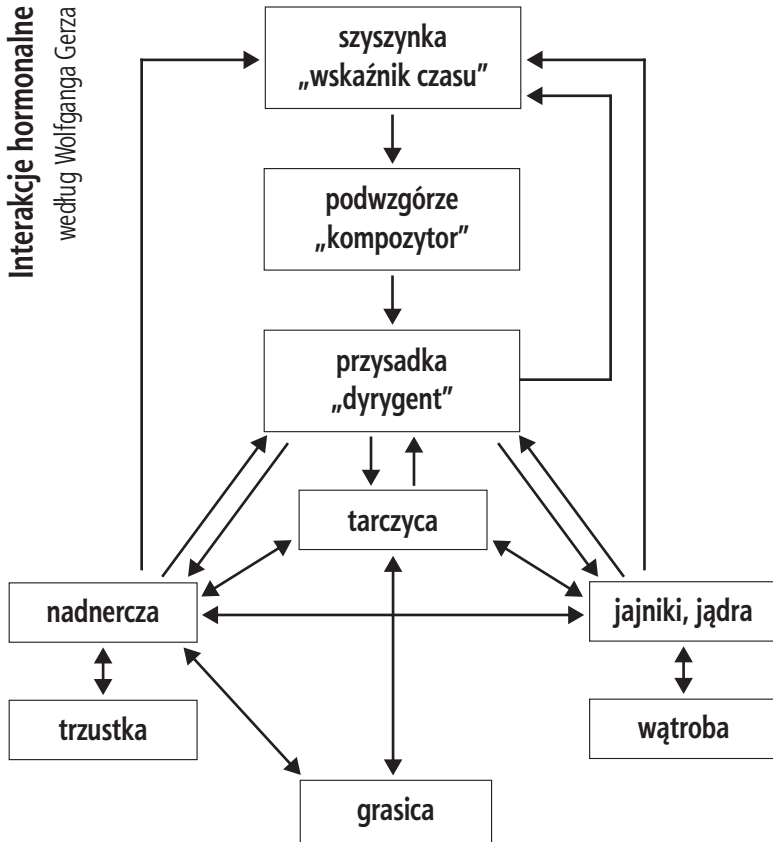 Interakcje hormonalne
według Wolfganga Gerza
szyszynka
„wskaźnik czasu”
podwzgórze
„kompozytor”
przysadka
„dyrygent”
tarczyca
nadnercza
jajniki, jądra
trzustka
wątroba
grasica